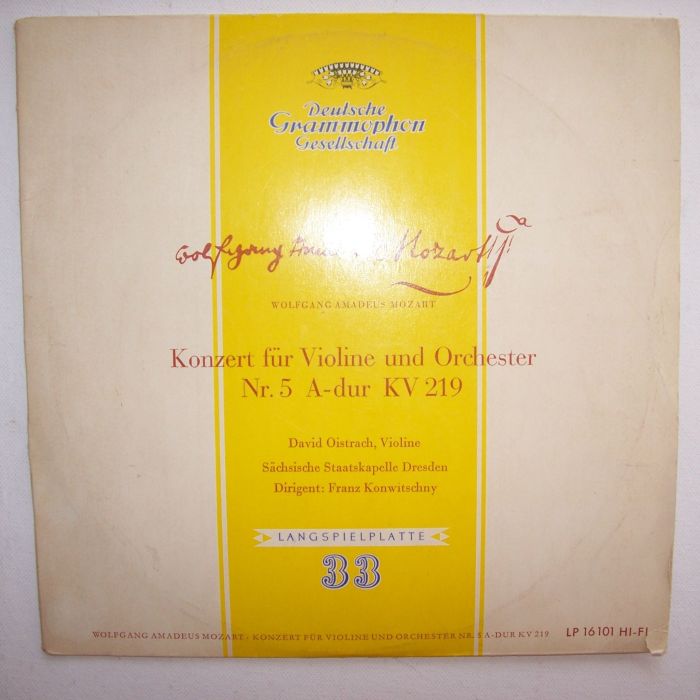 Deutsche
Grammophon
Gesellschaft
Wolfgang Mozart
WOLFGANG AMADEUS MOZART
Konzert für Violine und Orchester
Nr. 5 A-dur KV 219
David Oistrach, Violine
Sächsische Staatskapelle Dresden
Dirigent: Franz Konwitschny
LANGSPIELPLATTE
33
WOLFGANG AMADEUS MOZART · KONZERT FÜR VIOLINE UND ORCHESTER NR. 5 A-DUR KV 219 LP 16101 HI-FI